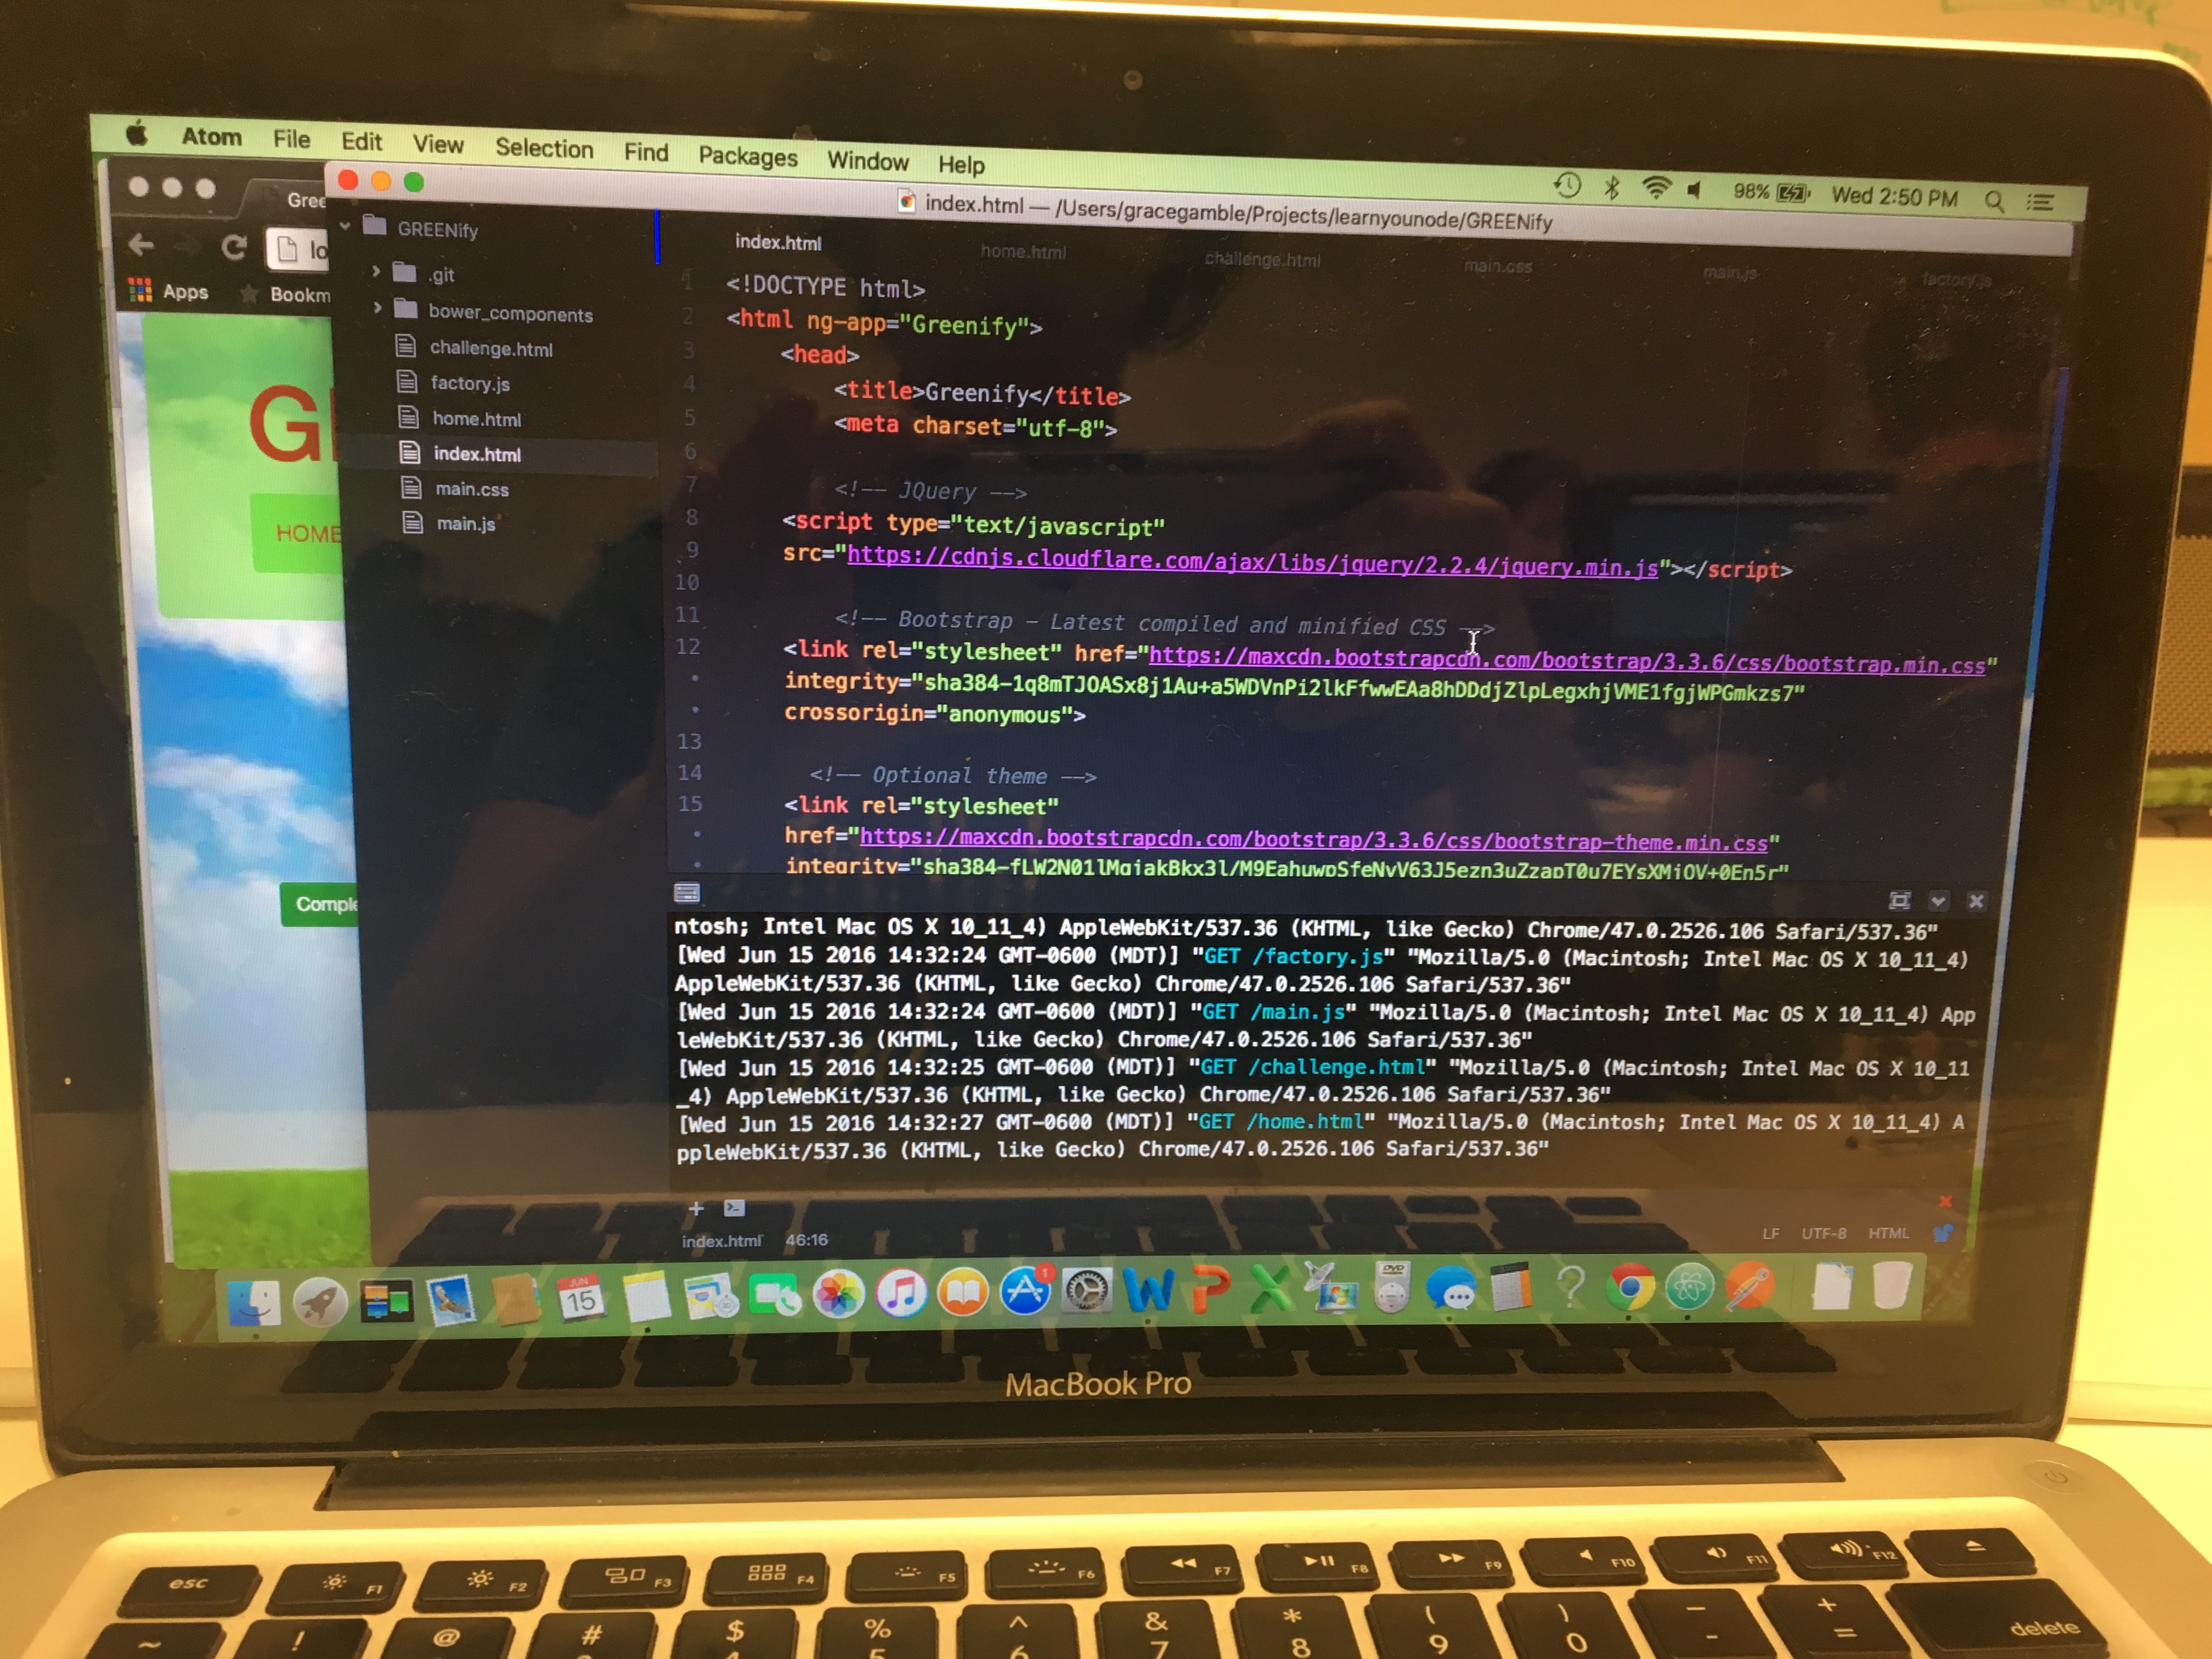 Atom File Edit View Selection Find Packages Window Help
98% Wed 2:50 PM
Gree
index.html — /Users/gracegamble/Projects/learnyounode/GREENify
lo
Apps Bookm
G
HOME
Comple
GREENify
.git
bower_components
challenge.html
factory.js
home.html
index.html
main.css
main.js
index.html home.html challenge.html main.css main.js factory.js
1 <!DOCTYPE html>
2 <html ng-app="Greenify">
3 <head>
4 <title>Greenify</title>
5 <meta charset="utf-8">
6
7 <!-- JQuery -->
8 <script type="text/javascript"
9 src="https://cdnjs.cloudflare.com/ajax/libs/jquery/2.2.4/jquery.min.js"></script>
10
11 <!-- Bootstrap - Latest compiled and minified CSS -->
12 <link rel="stylesheet" href="https://maxcdn.bootstrapcdn.com/bootstrap/3.3.6/css/bootstrap.min.css"
integrity="sha384-1q8mTJOASx8j1Au+a5WDVnPi2lkFfwwEAa8hDDdjZlpLegxhjVME1fgjWPGmkzs7"
crossorigin="anonymous">
13
14 <!-- Optional theme -->
15 <link rel="stylesheet"
href="https://maxcdn.bootstrapcdn.com/bootstrap/3.3.6/css/bootstrap-theme.min.css"
integrity="sha384-fLW2N01lMqjakBkx3l/M9EahuwpSfeNvV63J5ezn3uZzapT0u7EYsXMjQV+0En5r"
ntosh; Intel Mac OS X 10_11_4) AppleWebKit/537.36 (KHTML, like Gecko) Chrome/47.0.2526.106 Safari/537.36"
[Wed Jun 15 2016 14:32:24 GMT-0600 (MDT)] "GET /factory.js" "Mozilla/5.0 (Macintosh; Intel Mac OS X 10_11_4)
AppleWebKit/537.36 (KHTML, like Gecko) Chrome/47.0.2526.106 Safari/537.36"
[Wed Jun 15 2016 14:32:24 GMT-0600 (MDT)] "GET /main.js" "Mozilla/5.0 (Macintosh; Intel Mac OS X 10_11_4) App
leWebKit/537.36 (KHTML, like Gecko) Chrome/47.0.2526.106 Safari/537.36"
[Wed Jun 15 2016 14:32:25 GMT-0600 (MDT)] "GET /challenge.html" "Mozilla/5.0 (Macintosh; Intel Mac OS X 10_11
_4) AppleWebKit/537.36 (KHTML, like Gecko) Chrome/47.0.2526.106 Safari/537.36"
[Wed Jun 15 2016 14:32:27 GMT-0600 (MDT)] "GET /home.html" "Mozilla/5.0 (Macintosh; Intel Mac OS X 10_11_4) A
ppleWebKit/537.36 (KHTML, like Gecko) Chrome/47.0.2526.106 Safari/537.36"
index.html 46:16 LF UTF-8 HTML
JUN
15
1
DVD
W P X
MacBook Pro
esc F1 F2 F3 F4 F5 F6 F7 F8 F9 F10 F11 F12
~ ! @ # $ % ^ & * ( ) — +
5 6 7 8 9 0 - = delete